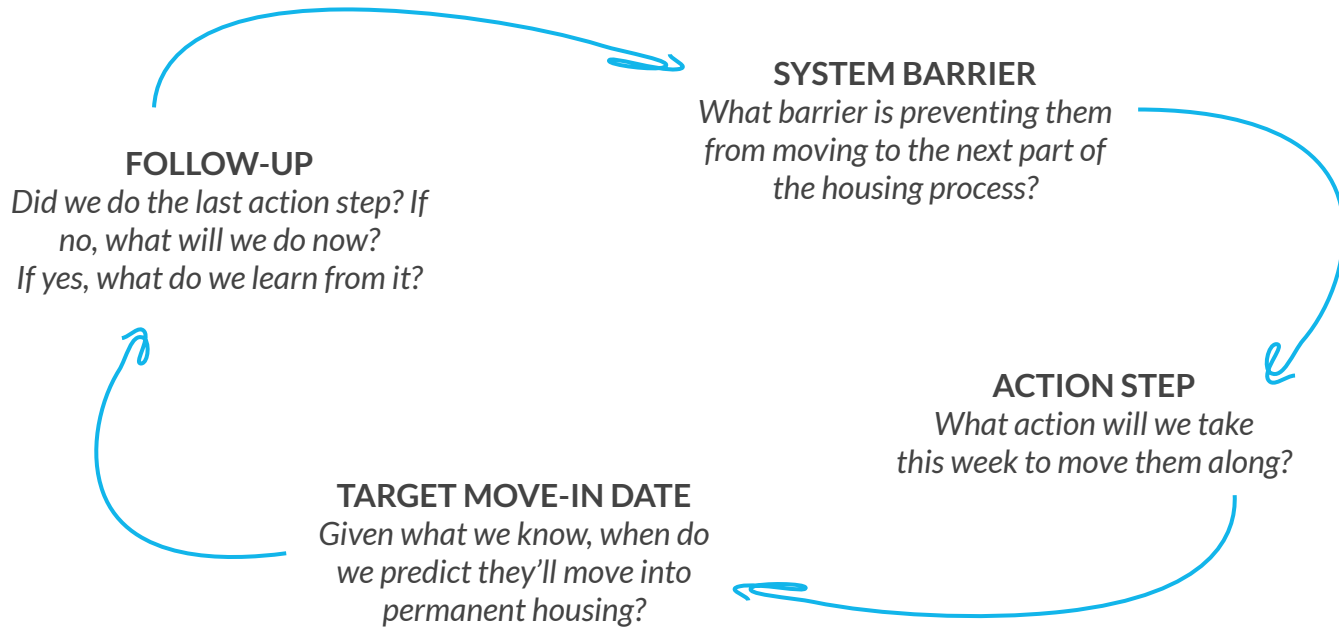 SYSTEM BARRIER
What barrier is preventing them
from moving to the next part of
the housing process?
ACTION STEP
What action will we take
this week to move them along?
TARGET MOVE-IN DATE
Given what we know, when do
we predict they'll move into
permanent housing?
FOLLOW-UP
Did we do the last action step? If
no, what will we do now?
If yes, what do we learn from it?